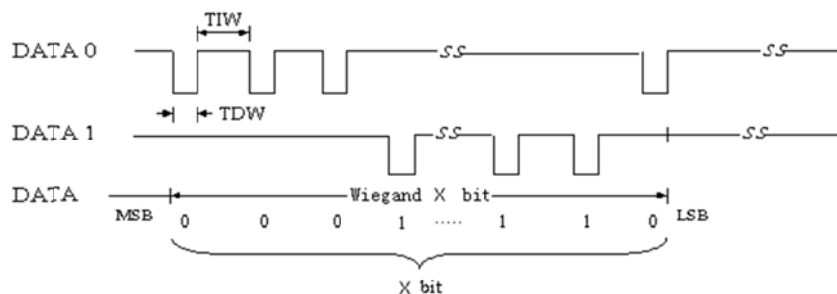 TIW
DATA 0 SS SS
TDW
DATA 1 SS SS
DATA Wiegand X bit
MSB 0 0 0 1 ..... 1 1 0 LSB
X bit